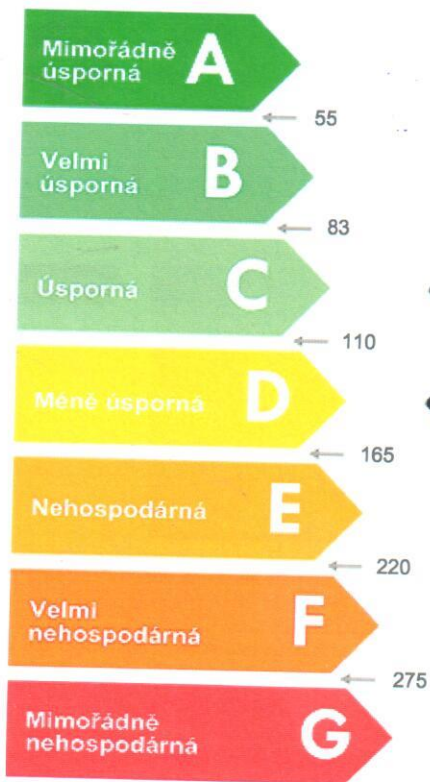 Mimořádně
úsporná A
← 55
Velmi
úsporná B
← 83
Úsporná C
← 110
Méně úsporná D
← 165
Nehospodárná E
← 220
Velmi
nehospodárná F
← 275
Mimořádně
nehospodárná G